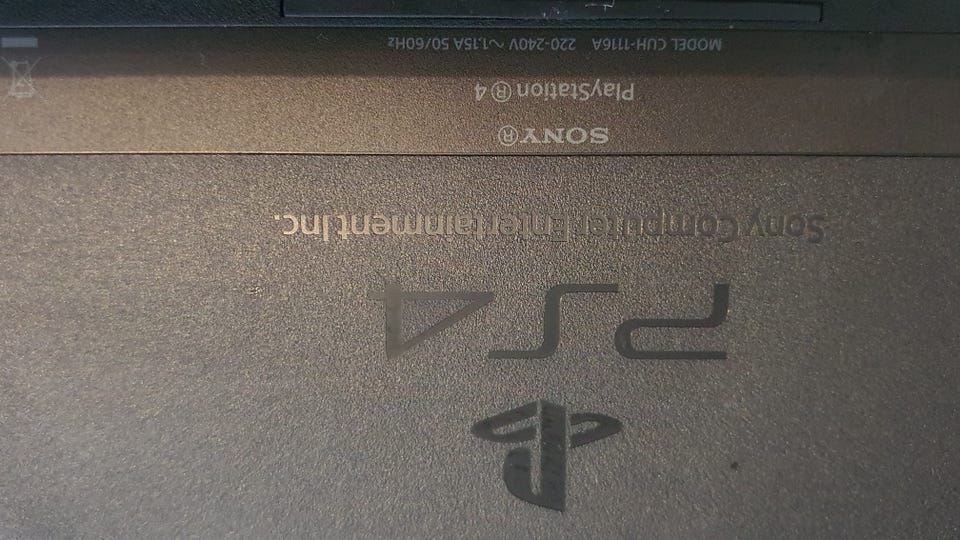 PS4
Sony Computer Entertainment Inc.
SONY®
PlayStation®4
MODEL CUH-1116A 220-240V ~ 1.15A 50/60Hz